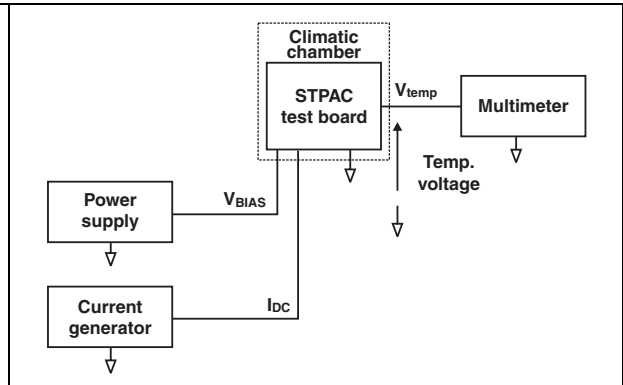 Climatic
chamber
STPAC
test board
Vtemp
Multimeter
Temp.
voltage
Power
supply
VBIAS
Current
generator
IDC